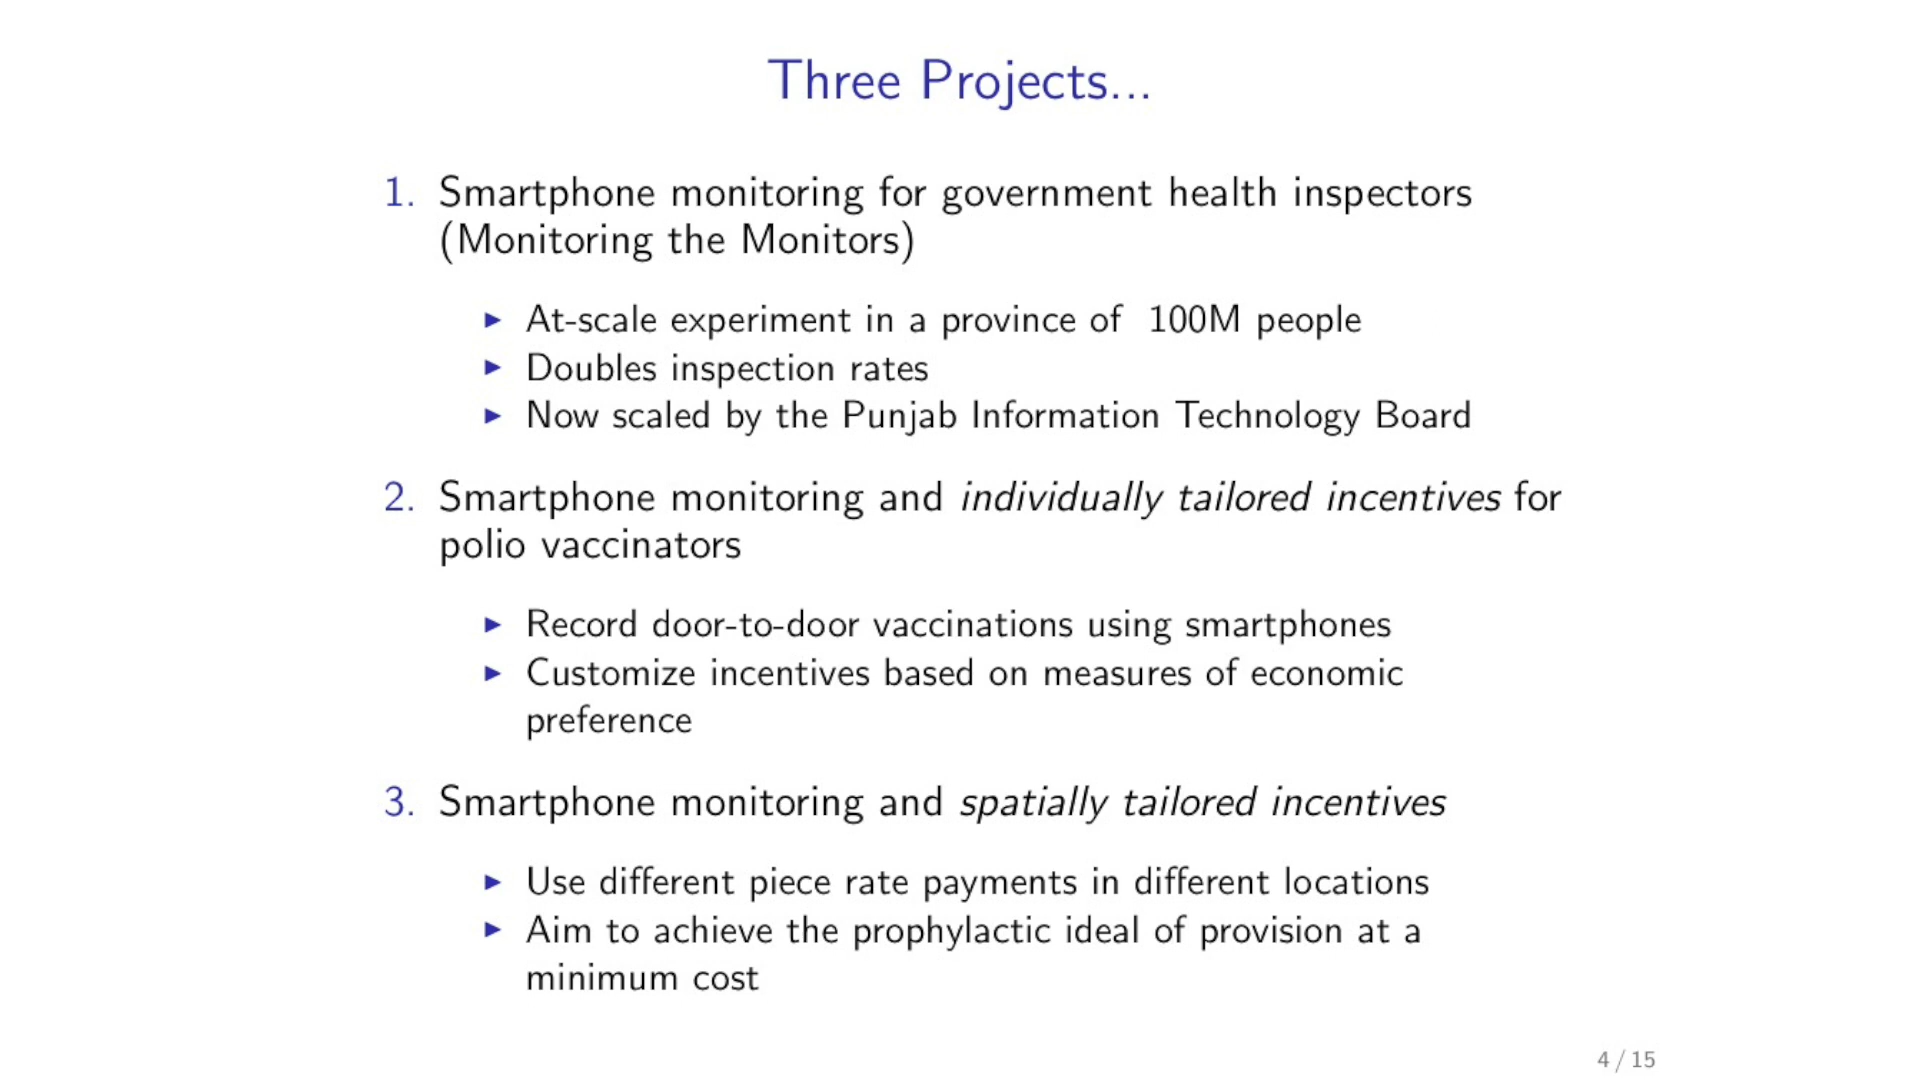 Three Projects...
1. Smartphone monitoring for government health inspectors
(Monitoring the Monitors)
▶ At-scale experiment in a province of 100M people
▶ Doubles inspection rates
▶ Now scaled by the Punjab Information Technology Board
2. Smartphone monitoring and individually tailored incentives for
polio vaccinators
▶ Record door-to-door vaccinations using smartphones
▶ Customize incentives based on measures of economic
preference
3. Smartphone monitoring and spatially tailored incentives
▶ Use different piece rate payments in different locations
▶ Aim to achieve the prophylactic ideal of provision at a
minimum cost
4 / 15